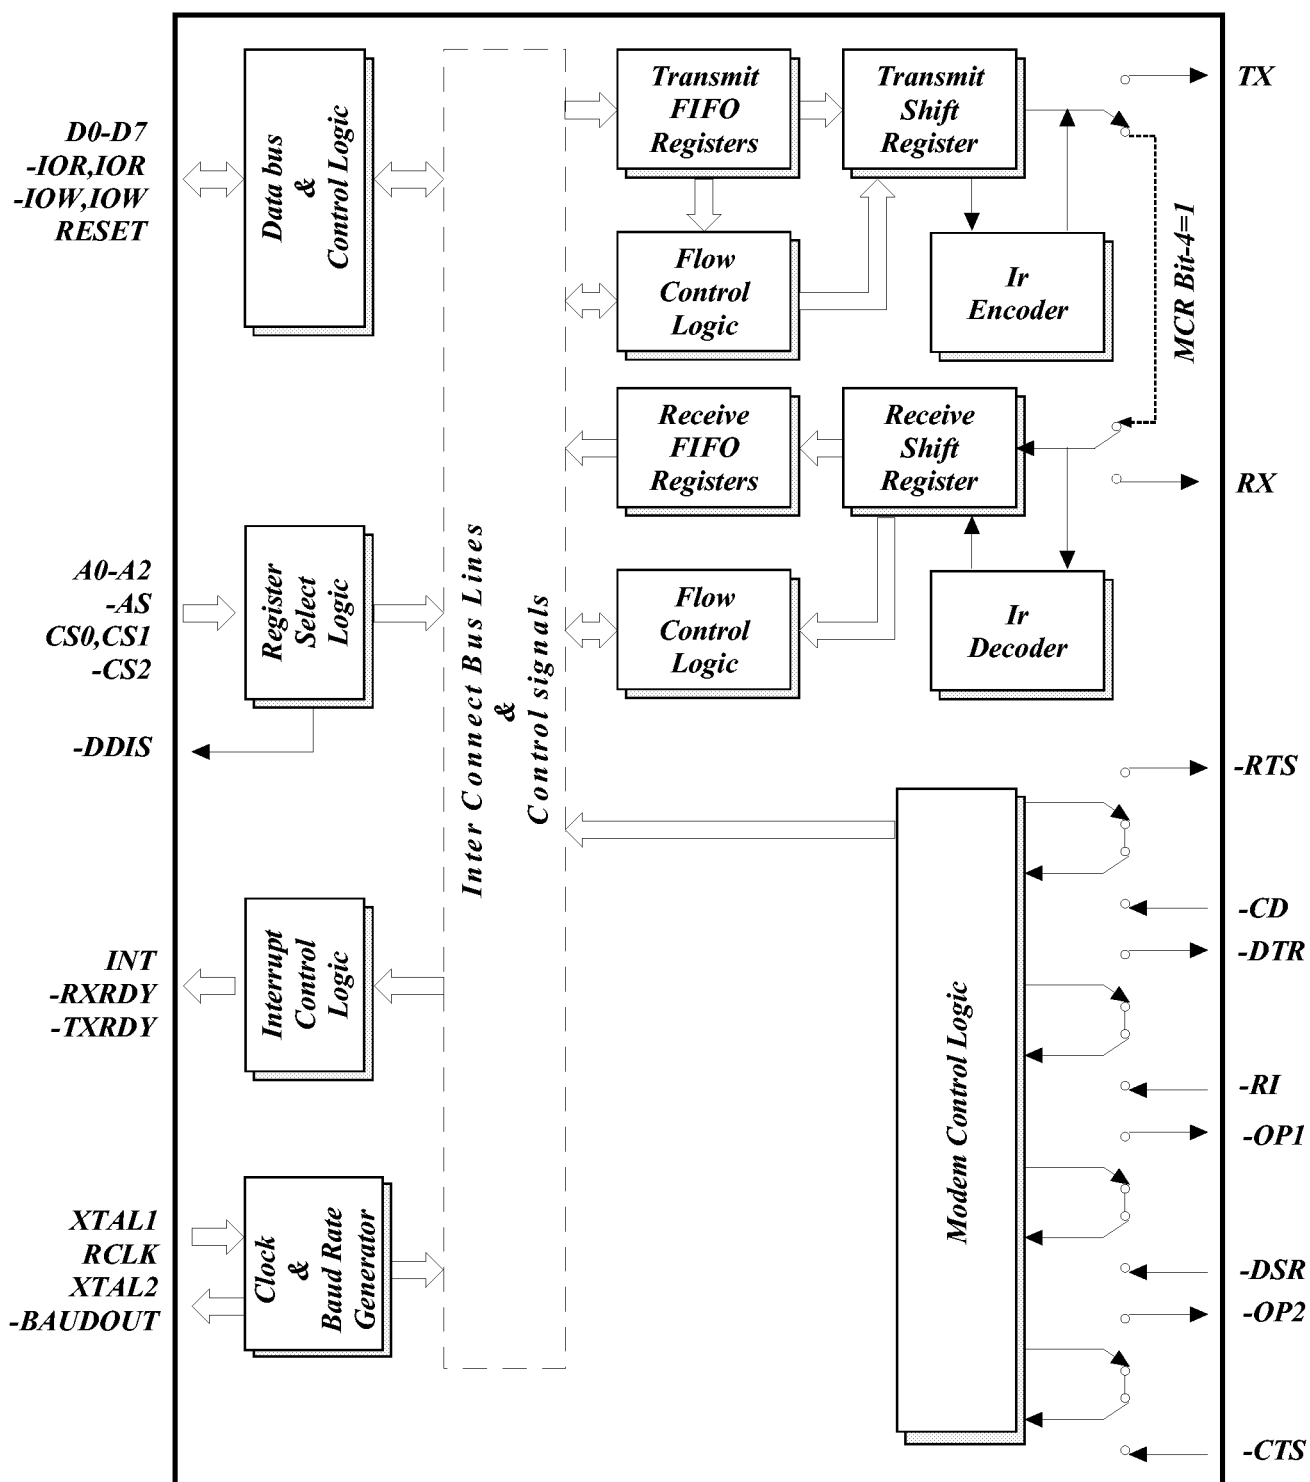 D0-D7
-IOR,IOR
-IOW,IOW
RESET
Data bus
&
Control Logic
A0-A2
-AS
CS0,CS1
-CS2
Register
Select
Logic
-DDIS
INT
-RXRDY
-TXRDY
Interrupt
Control
Logic
XTAL1
RCLK
XTAL2
-BAUDOUT
Clock
&
Baud Rate
Generator
Inter Connect Bus Lines
&
Control signals
Transmit
FIFO
Registers
Transmit
Shift
Register
Flow
Control
Logic
Ir
Encoder
Receive
FIFO
Registers
Receive
Shift
Register
Flow
Control
Logic
Ir
Decoder
MCR Bit-4=1
Modem Control Logic
TX
RX
-RTS
-CD
-DTR
-RI
-OP1
-DSR
-OP2
-CTS